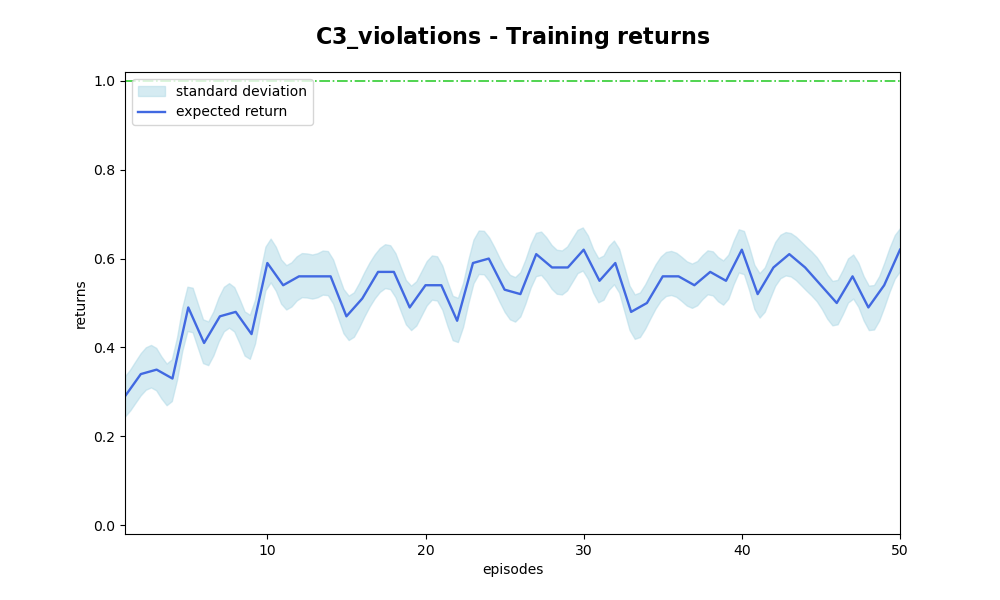 C3_violations - Training returns
1.0
standard deviation
expected return
0.8
0.6
0.4
0.2
0.0
returns
10 20 30 40 50
episodes